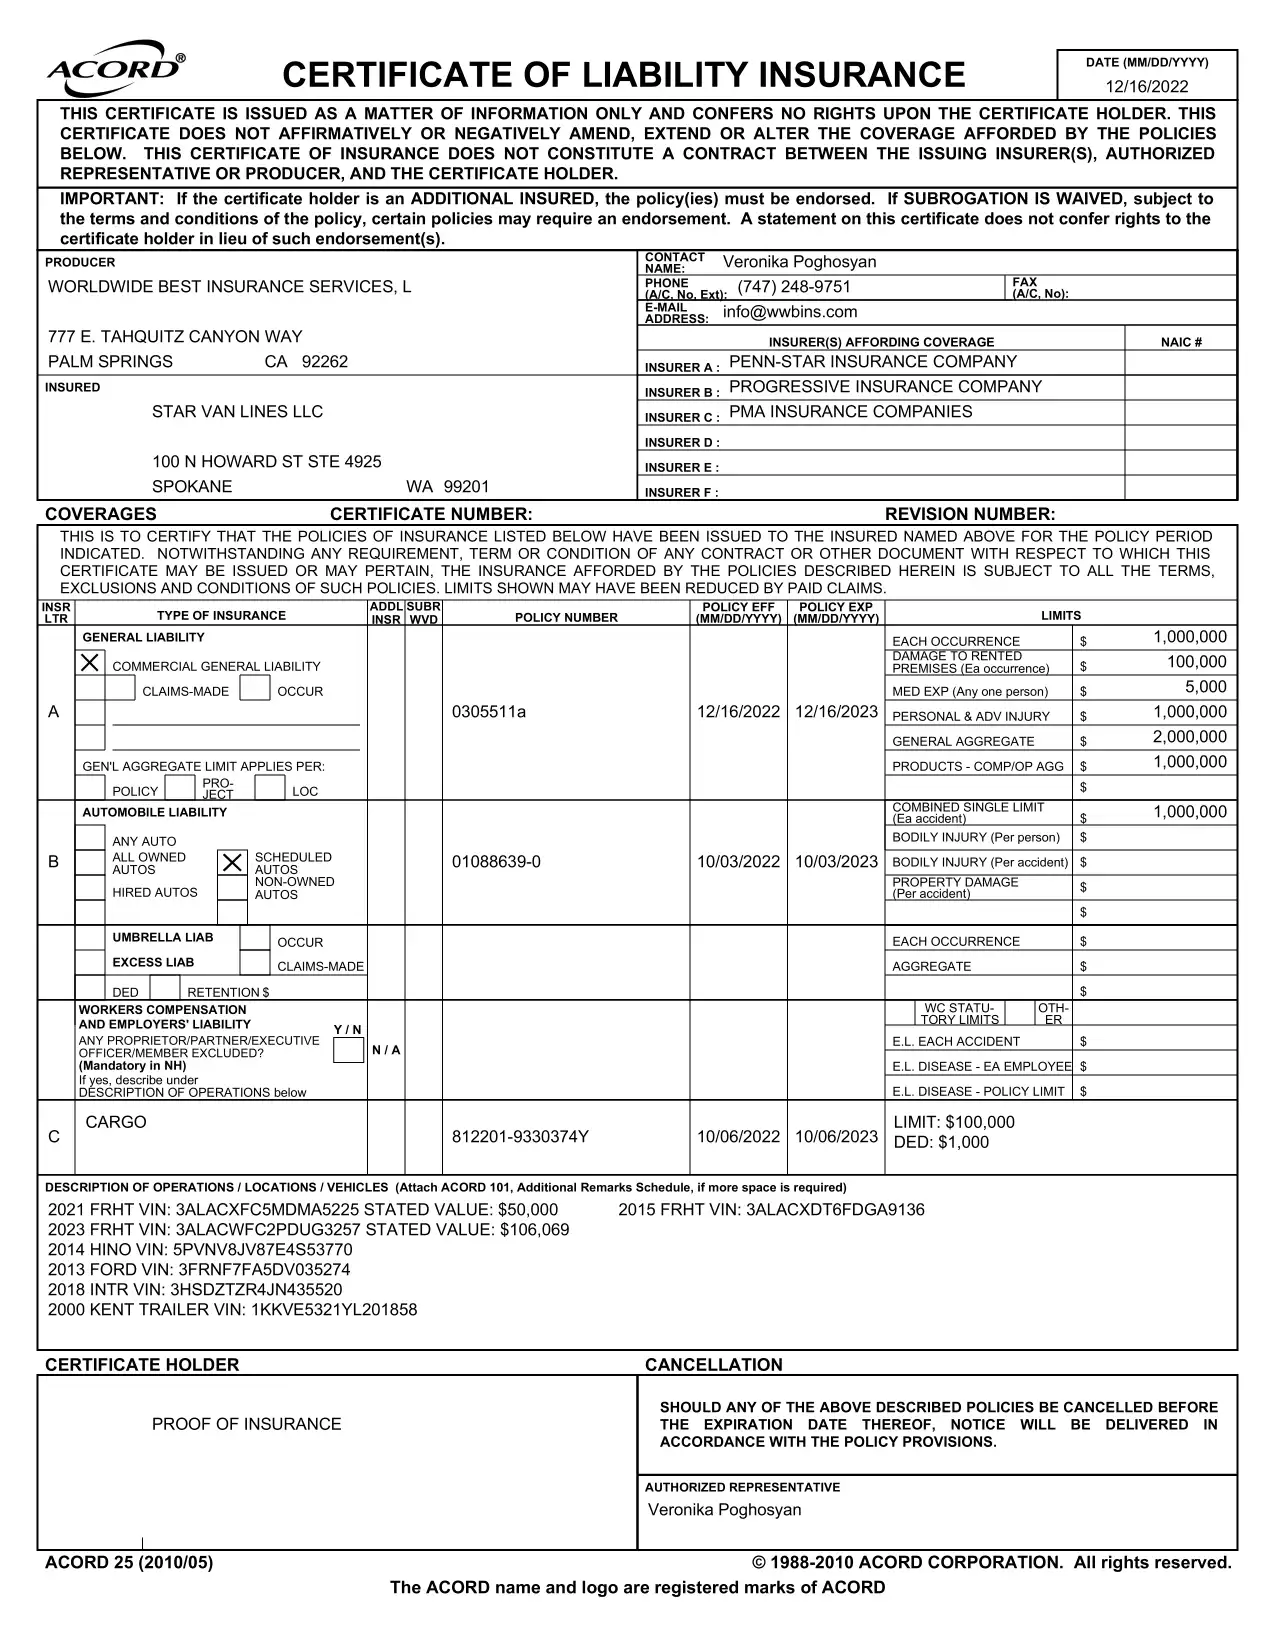 ACORD®
CERTIFICATE OF LIABILITY INSURANCE
DATE (MM/DD/YYYY)
12/16/2022
THIS CERTIFICATE IS ISSUED AS A MATTER OF INFORMATION ONLY AND CONFERS NO RIGHTS UPON THE CERTIFICATE HOLDER. THIS
CERTIFICATE DOES NOT AFFIRMATIVELY OR NEGATIVELY AMEND, EXTEND OR ALTER THE COVERAGE AFFORDED BY THE POLICIES
BELOW. THIS CERTIFICATE OF INSURANCE DOES NOT CONSTITUTE A CONTRACT BETWEEN THE ISSUING INSURER(S), AUTHORIZED
REPRESENTATIVE OR PRODUCER, AND THE CERTIFICATE HOLDER.
IMPORTANT: If the certificate holder is an ADDITIONAL INSURED, the policy(ies) must be endorsed. If SUBROGATION IS WAIVED, subject to
the terms and conditions of the policy, certain policies may require an endorsement. A statement on this certificate does not confer rights to the
certificate holder in lieu of such endorsement(s).
PRODUCER
WORLDWIDE BEST INSURANCE SERVICES, L
777 E. TAHQUITZ CANYON WAY
PALM SPRINGS CA 92262
CONTACT
NAME: Veronika Poghosyan
PHONE
(A/C, No, Ext): (747) 248-9751
FAX
(A/C, No):
E-MAIL
ADDRESS: info@wwbins.com
INSURER(S) AFFORDING COVERAGE NAIC #
INSURER A : PENN-STAR INSURANCE COMPANY
INSURED
STAR VAN LINES LLC
100 N HOWARD ST STE 4925
SPOKANE WA 99201
INSURER B : PROGRESSIVE INSURANCE COMPANY
INSURER C : PMA INSURANCE COMPANIES
INSURER D :
INSURER E :
INSURER F :
COVERAGES CERTIFICATE NUMBER: REVISION NUMBER:
THIS IS TO CERTIFY THAT THE POLICIES OF INSURANCE LISTED BELOW HAVE BEEN ISSUED TO THE INSURED NAMED ABOVE FOR THE POLICY PERIOD
INDICATED. NOTWITHSTANDING ANY REQUIREMENT, TERM OR CONDITION OF ANY CONTRACT OR OTHER DOCUMENT WITH RESPECT TO WHICH THIS
CERTIFICATE MAY BE ISSUED OR MAY PERTAIN, THE INSURANCE AFFORDED BY THE POLICIES DESCRIBED HEREIN IS SUBJECT TO ALL THE TERMS,
EXCLUSIONS AND CONDITIONS OF SUCH POLICIES. LIMITS SHOWN MAY HAVE BEEN REDUCED BY PAID CLAIMS.
INSR
LTR
TYPE OF INSURANCE
ADDL
INSR
SUBR
WVD
POLICY NUMBER
POLICY EFF
(MM/DD/YYYY)
POLICY EXP
(MM/DD/YYYY)
LIMITS
A
GENERAL LIABILITY
X COMMERCIAL GENERAL LIABILITY
CLAIMS-MADE OCCUR
GEN'L AGGREGATE LIMIT APPLIES PER:
POLICY PRO-
JECT LOC
0305511a 12/16/2022 12/16/2023
EACH OCCURRENCE $ 1,000,000
DAMAGE TO RENTED
PREMISES (Ea occurrence) $ 100,000
MED EXP (Any one person) $ 5,000
PERSONAL & ADV INJURY $ 1,000,000
GENERAL AGGREGATE $ 2,000,000
PRODUCTS - COMP/OP AGG $ 1,000,000
$
B
AUTOMOBILE LIABILITY
ANY AUTO
ALL OWNED
AUTOS
X SCHEDULED
AUTOS
HIRED AUTOS
NON-OWNED
AUTOS
01088639-0 10/03/2022 10/03/2023
COMBINED SINGLE LIMIT
(Ea accident) $ 1,000,000
BODILY INJURY (Per person) $
BODILY INJURY (Per accident) $
PROPERTY DAMAGE
(Per accident) $
$
UMBRELLA LIAB OCCUR
EXCESS LIAB CLAIMS-MADE
DED RETENTION $
EACH OCCURRENCE $
AGGREGATE $
$
WORKERS COMPENSATION
AND EMPLOYERS' LIABILITY
Y / N
ANY PROPRIETOR/PARTNER/EXECUTIVE
OFFICER/MEMBER EXCLUDED?
(Mandatory in NH)
If yes, describe under
DESCRIPTION OF OPERATIONS below
N / A
WC STATU-
TORY LIMITS
OTH-
ER
E.L. EACH ACCIDENT $
E.L. DISEASE - EA EMPLOYEE $
E.L. DISEASE - POLICY LIMIT $
C
CARGO
812201-9330374Y 10/06/2022 10/06/2023
LIMIT: $100,000
DED: $1,000
DESCRIPTION OF OPERATIONS / LOCATIONS / VEHICLES (Attach ACORD 101, Additional Remarks Schedule, if more space is required)
2021 FRHT VIN: 3ALACXFC5MDMA5225 STATED VALUE: $50,000 2015 FRHT VIN: 3ALACXDT6FDGA9136
2023 FRHT VIN: 3ALACWFC2PDUG3257 STATED VALUE: $106,069
2014 HINO VIN: 5PVNV8JV87E4S53770
2013 FORD VIN: 3FRNF7FA5DV035274
2018 INTR VIN: 3HSDZTZR4JN435520
2000 KENT TRAILER VIN: 1KKVE5321YL201858
CERTIFICATE HOLDER
PROOF OF INSURANCE
CANCELLATION
SHOULD ANY OF THE ABOVE DESCRIBED POLICIES BE CANCELLED BEFORE
THE EXPIRATION DATE THEREOF, NOTICE WILL BE DELIVERED IN
ACCORDANCE WITH THE POLICY PROVISIONS.
AUTHORIZED REPRESENTATIVE
Veronika Poghosyan
ACORD 25 (2010/05)
© 1988-2010 ACORD CORPORATION. All rights reserved.
The ACORD name and logo are registered marks of ACORD